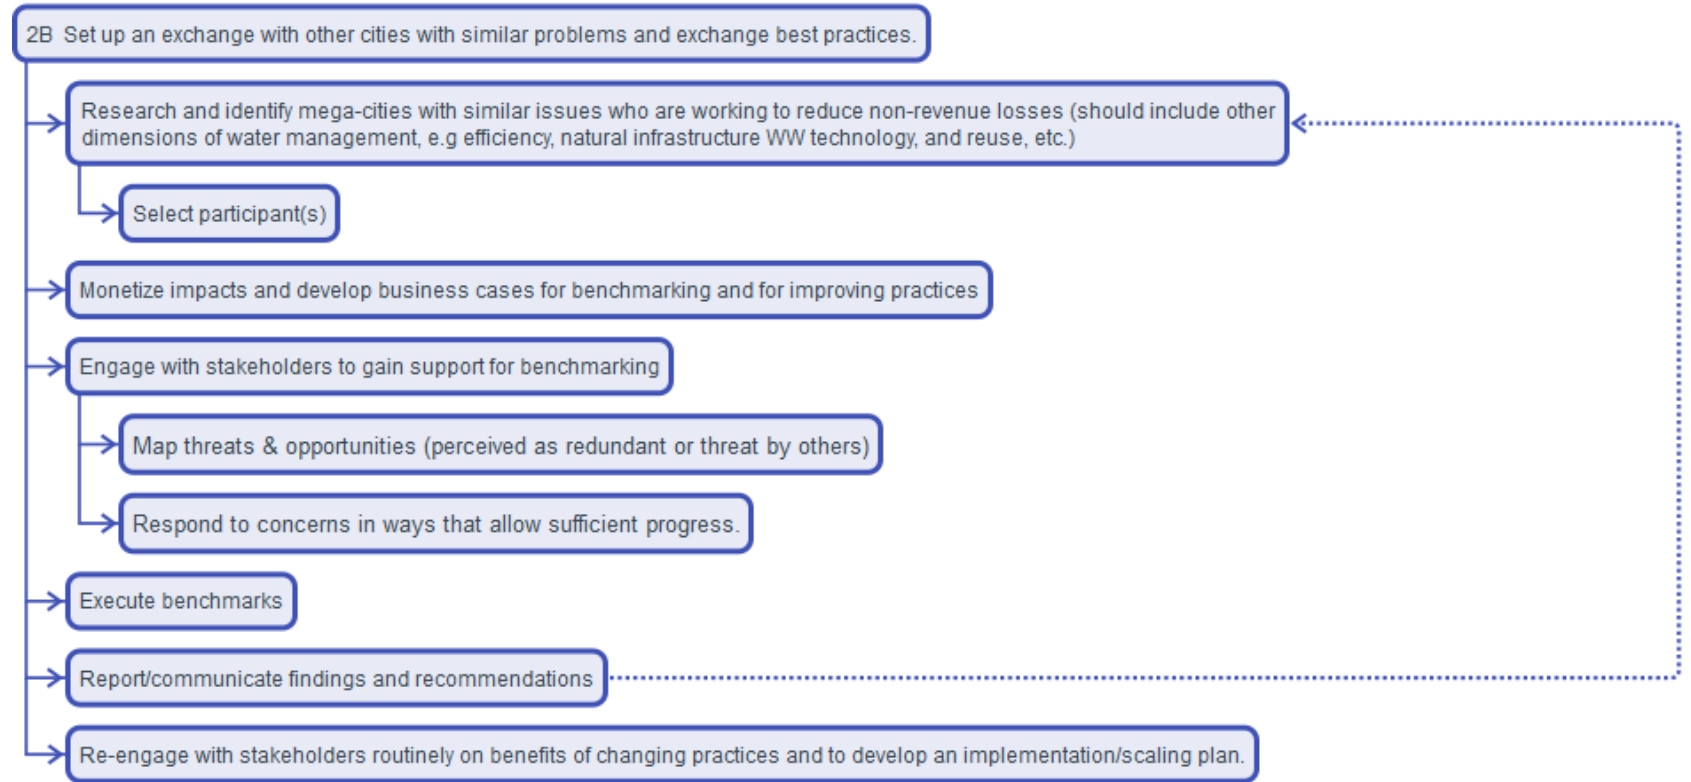 2B  Set up an exchange with other cities with similar problems and exchange best practices.
Research and identify mega-cities with similar issues who are working to reduce non-revenue losses (should include other
dimensions of water management, e.g efficiency, natural infrastructure WW technology, and reuse, etc.)
Select participant(s)
Monetize impacts and develop business cases for benchmarking and for improving practices
Engage with stakeholders to gain support for benchmarking
Map threats & opportunities (perceived as redundant or threat by others)
Respond to concerns in ways that allow sufficient progress.
Execute benchmarks
Report/communicate findings and recommendations
Re-engage with stakeholders routinely on benefits of changing practices and to develop an implementation/scaling plan.